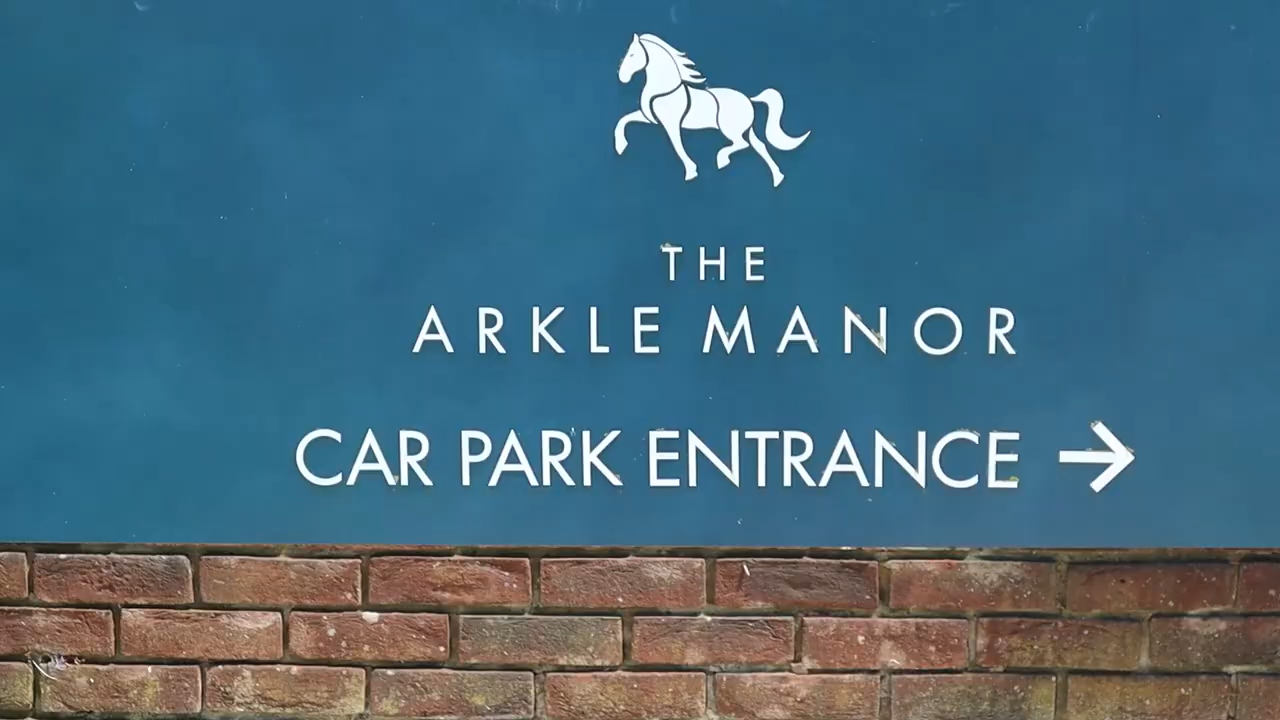 THE
ARKLE MANOR
CAR PARK ENTRANCE →